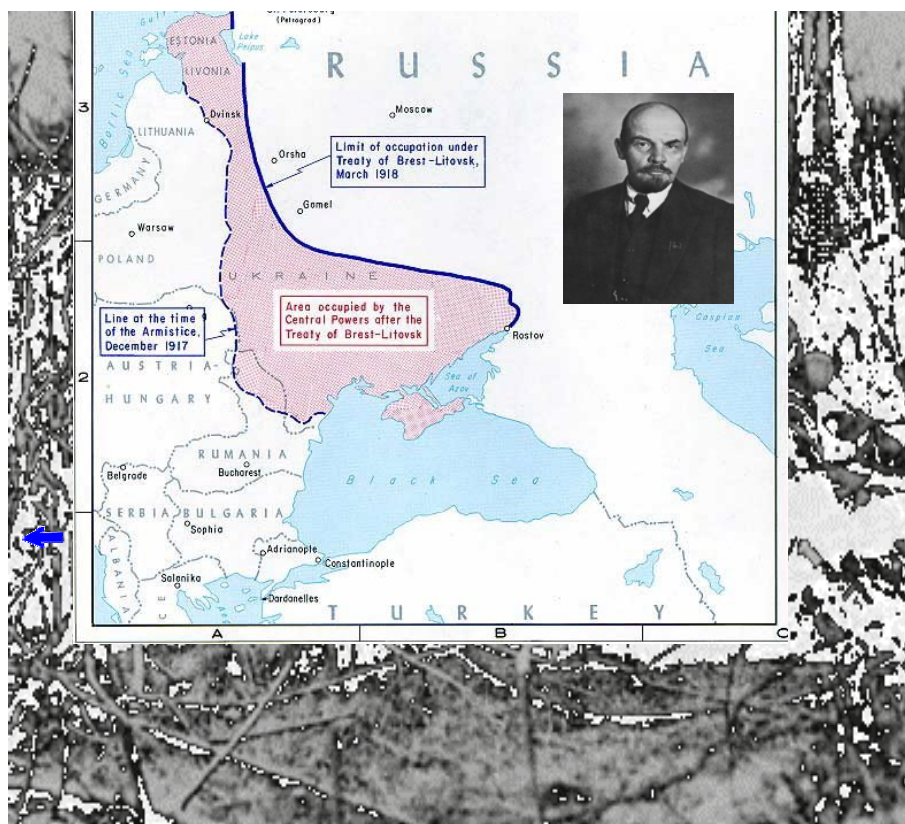 (Petrograd)
ESTONIA
Lake
Peipus
LIVONIA
RUSSIA
Baltic Sea
3
Moscow
Dvinsk
LITHUANIA
Limit of occupation under
Treaty of Brest-Litovsk,
March 1918
Orsha
GERMANY
Gomel
Warsaw
POLAND
UKRAINE
Area occupied by the
Central Powers after the
Treaty of Brest-Litovsk
Line at the time
of the Armistice,
December 1917
Rostov
Caspian
Sea
AUSTRIA-
HUNGARY
2
Sea of
Azov
RUMANIA
Bucharest
Belgrade
Black Sea
SERBIA
BULGARIA
Sophia
ALBANIA
Adrianople
Constantinople
Salonika
Dardanelles
TURKEY
A
B
C